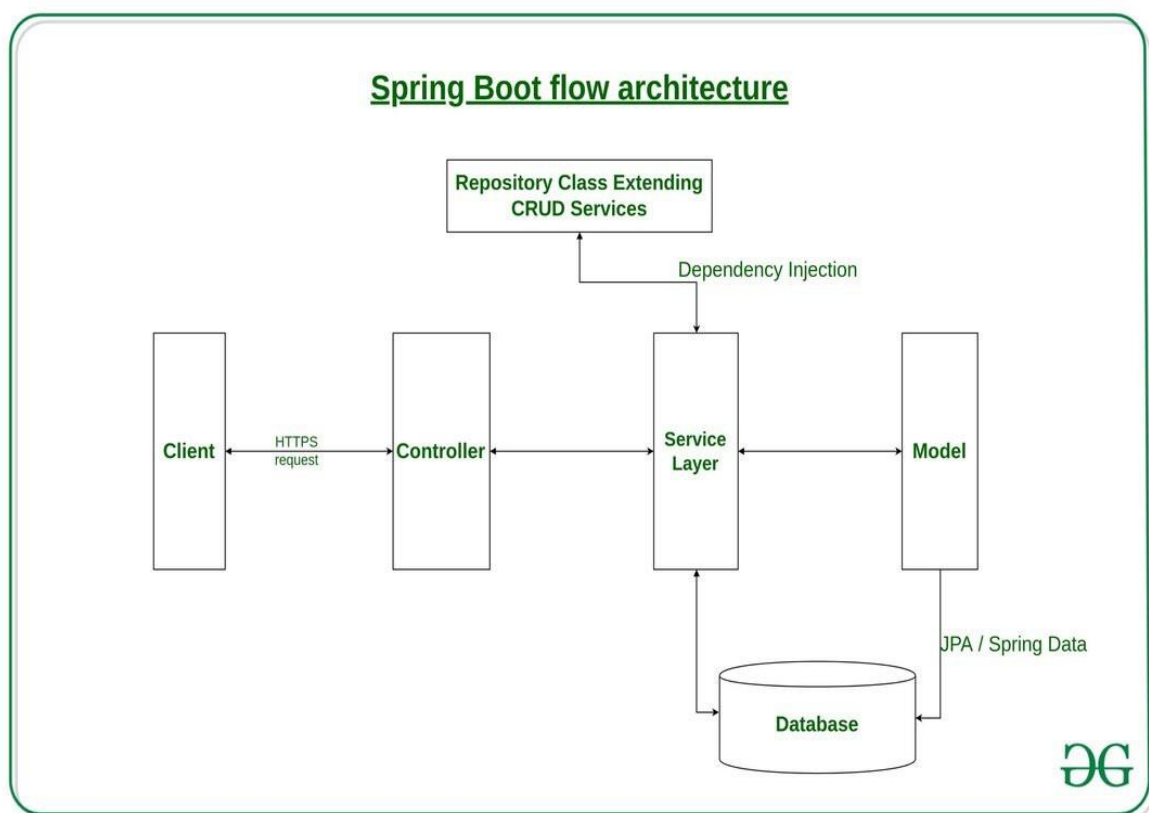 Spring Boot flow architecture
Repository Class Extending
CRUD Services
Dependency Injection
Client
HTTPS
request
Controller
Service
Layer
Model
JPA / Spring Data
Database